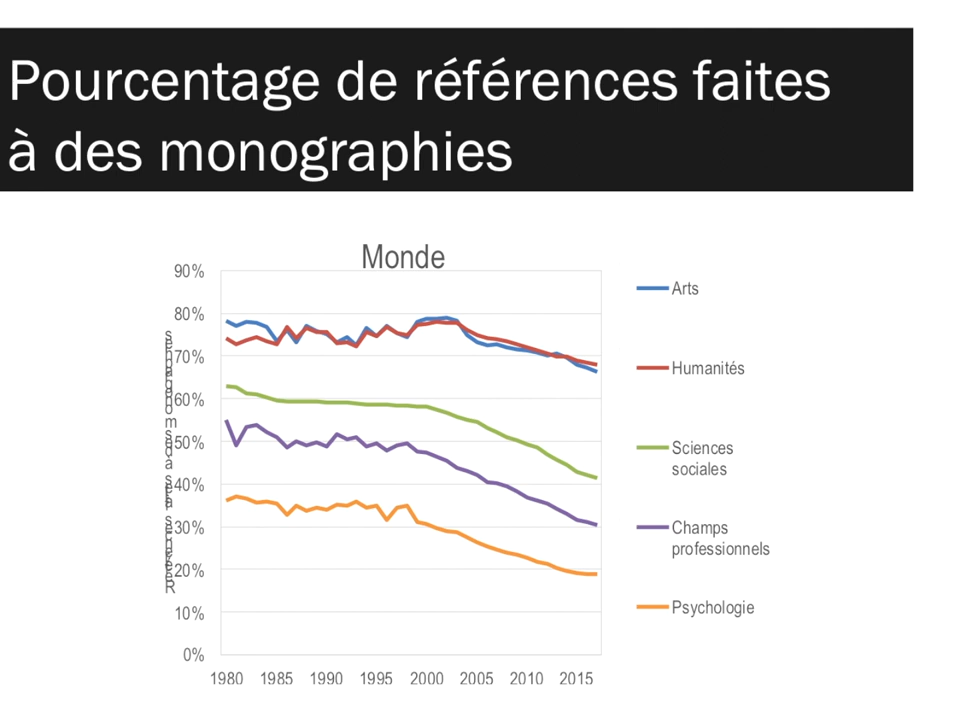 Pourcentage de références faites
à des monographies
Monde
90%
80%
70%
60%
50%
40%
30%
20%
10%
0%
1980 1985 1990 1995 2000 2005 2010 2015
Arts
Humanités
Sciences
sociales
Champs
professionnels
Psychologie